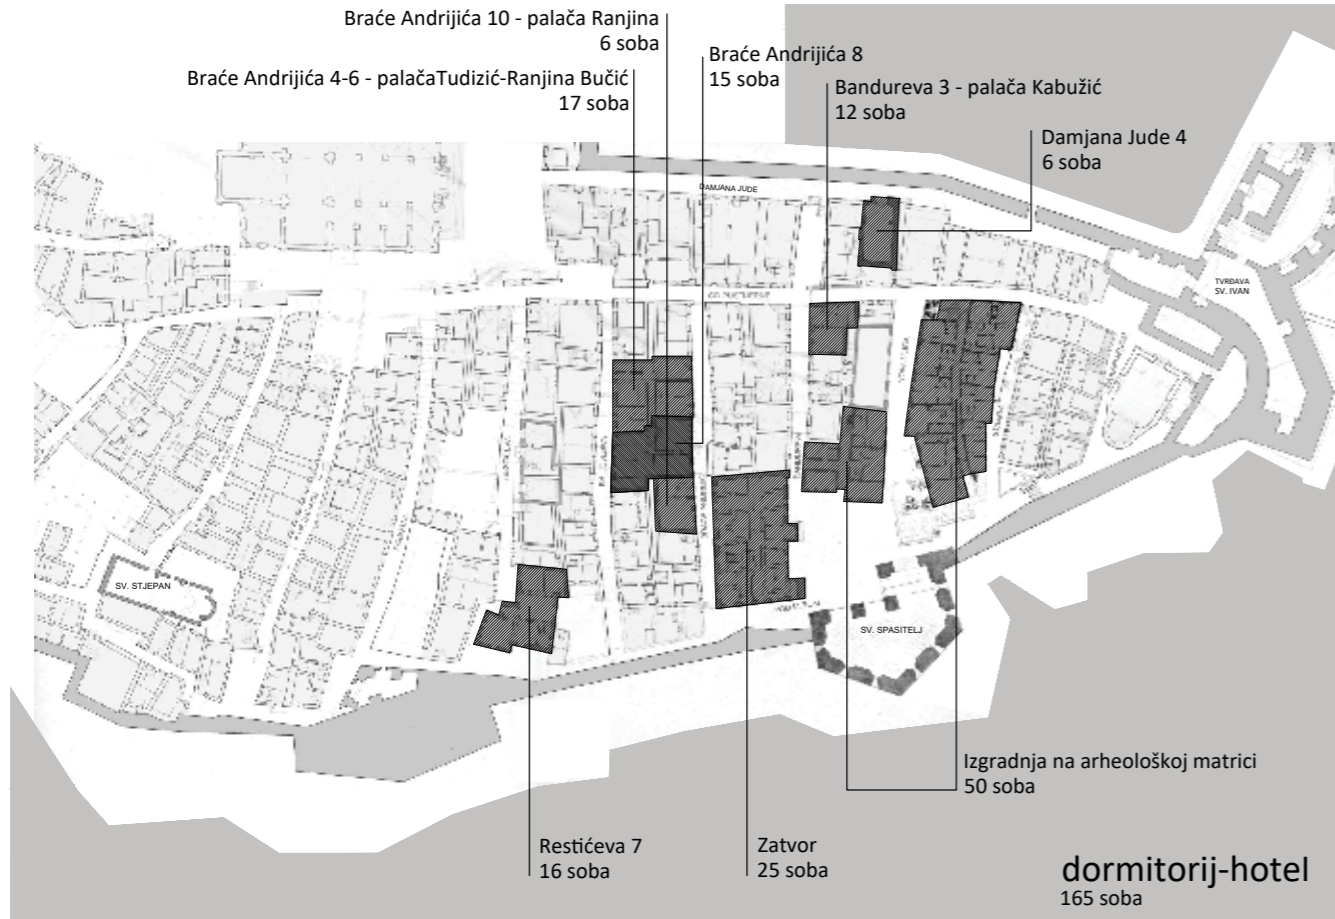 Braće Andrijića 10 - palača Ranjina
6 soba
Braće Andrijića 8
15 soba
Braće Andrijića 4-6 - palačaTudizić-Ranjina Bučić
17 soba
Bandureva 3 - palača Kabužić
12 soba
Damjana Jude 4
6 soba
DAMJANA JUDE
TVRĐAVA
SV. IVAN
SV. STJEPAN
SV. SPASITELJ
Izgradnja na arheološkoj matrici
50 soba
Restićeva 7
16 soba
Zatvor
25 soba
dormitorij-hotel
165 soba